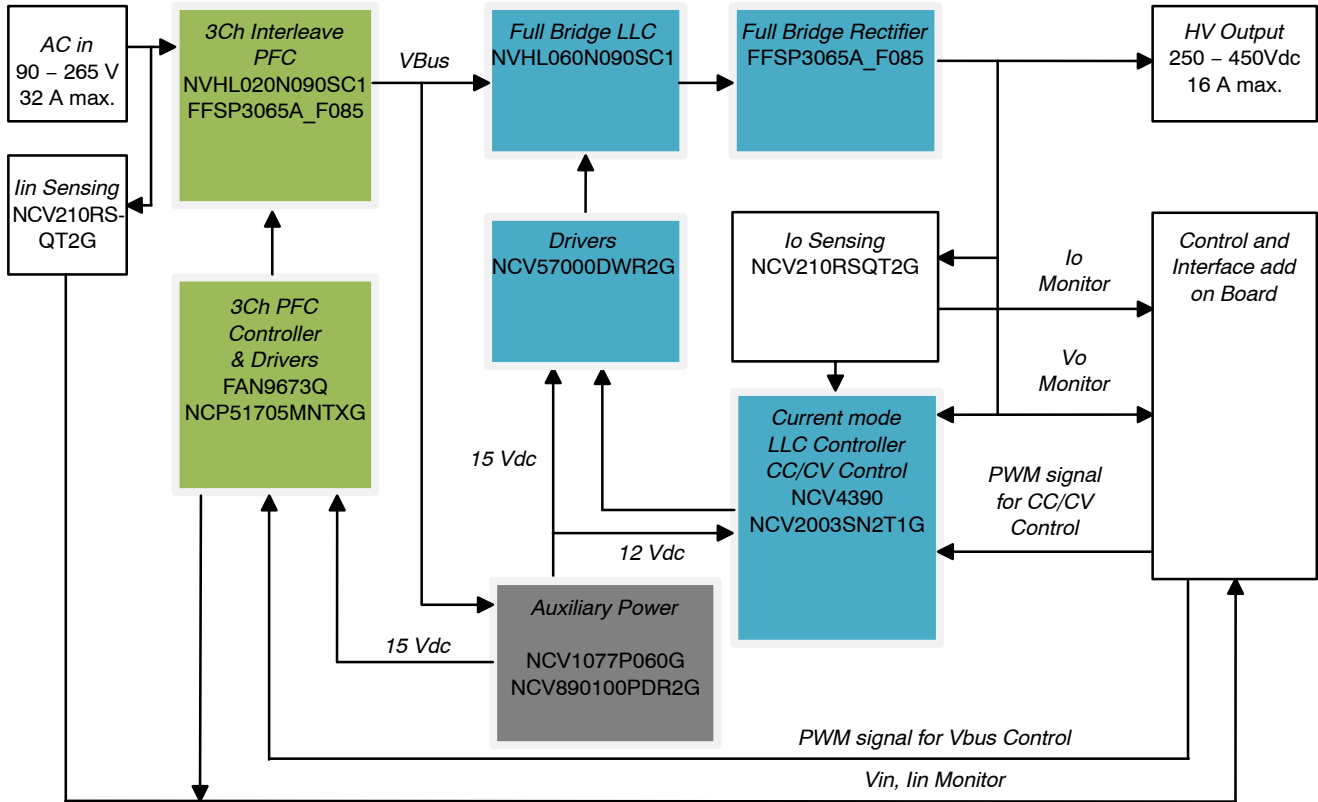 AC in
90 – 265 V
32 A max.
3Ch Interleave
PFC
NVHL020N090SC1
FFSP3065A_F085
VBus
Full Bridge LLC
NVHL060N090SC1
Full Bridge Rectifier
FFSP3065A_F085
HV Output
250 – 450Vdc
16 A max.
Iin Sensing
NCV210RS-
QT2G
3Ch PFC
Controller
& Drivers
FAN9673Q
NCP51705MNTXG
Drivers
NCV57000DWR2G
Io Sensing
NCV210RSQT2G
Io
Monitor
Vo
Monitor
Control and
Interface add
on Board
Current mode
LLC Controller
CC/CV Control
NCV4390
NCV2003SN2T1G
PWM signal
for CC/CV
Control
15 Vdc
12 Vdc
15 Vdc
Auxiliary Power
NCV1077P060G
NCV890100PDR2G
PWM signal for Vbus Control
Vin, Iin Monitor